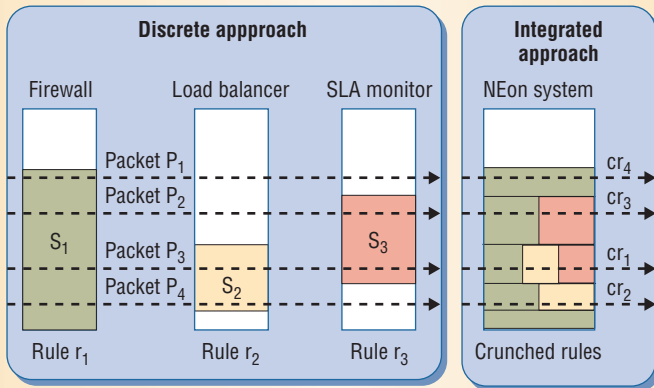 Discrete appproach
Firewall
Load balancer
SLA monitor
Packet P1
Packet P2
Packet P3
Packet P4
S1
S2
S3
Rule r1
Rule r2
Rule r3
Integrated
approach
NEon system
cr4
cr3
cr1
cr2
Crunched rules